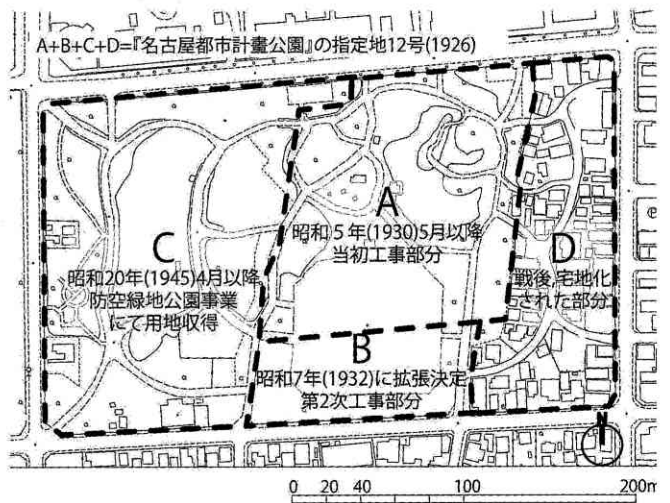 A+B+C+D=『名古屋都市計畫公園』の指定地12号(1926)
A
昭和5年(1930)5月以降
当初工事部分
C
昭和20年(1945)4月以降
防空緑地公園事業
にて用地収得
D
戦後,宅地化
された部分
B
昭和7年(1932)に拡張決定
第2次工事部分
N
0 20 40 100 200m